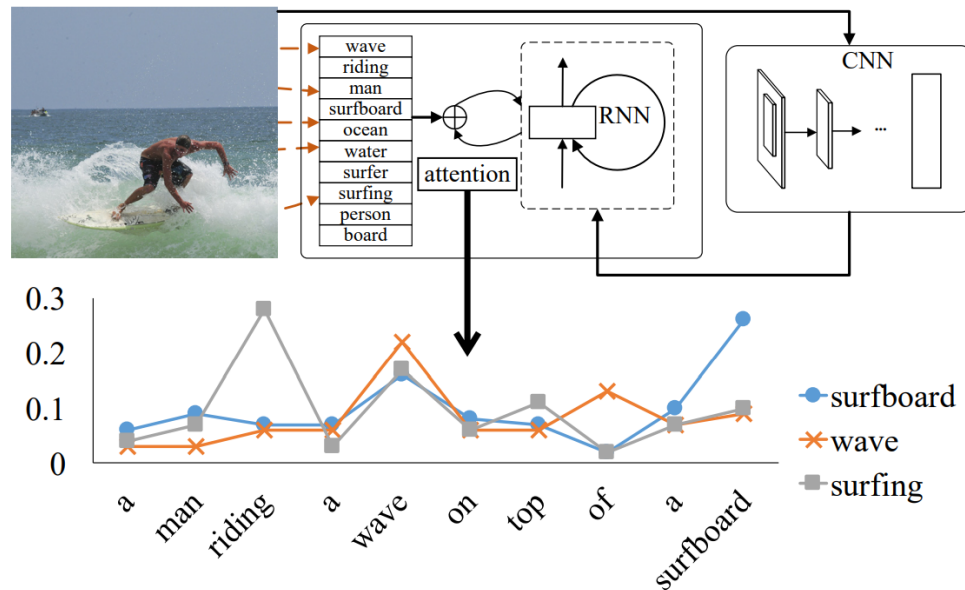 wave
riding
man
surfboard
ocean
water
surfer
surfing
person
board
attention
RNN
CNN
...
0.3
0.2
0.1
0
a
man
riding
a
wave
on
top
of
a
surfboard
surfboard
wave
surfing